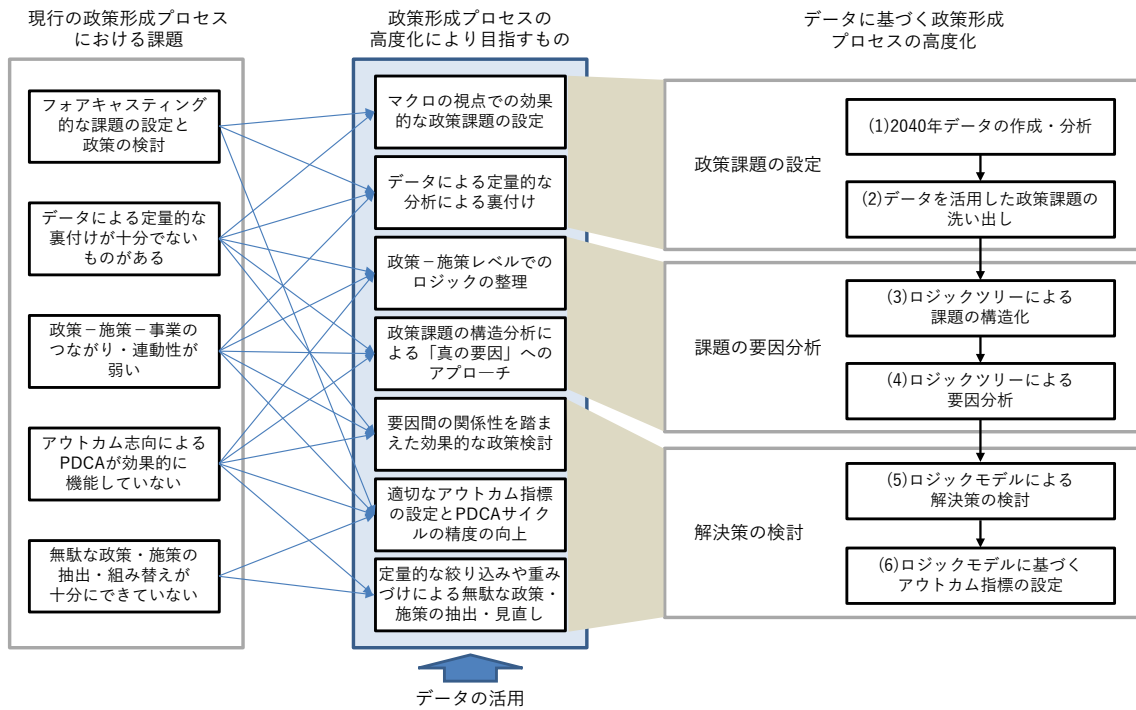 現行の政策形成プロセス
における課題
フォアキャスティング
的な課題の設定と
政策の検討
データによる定量的な
裏付けが十分でない
ものがある
政策－施策－事業の
つながり・連動性が
弱い
アウトカム志向による
PDCAが効果的に
機能していない
無駄な政策・施策の
抽出・組み替えが
十分にできていない
政策形成プロセスの
高度化により目指すもの
マクロの視点での効果
的な政策課題の設定
データによる定量的な
分析による裏付け
政策－施策レベルでの
ロジックの整理
政策課題の構造分析に
よる「真の要因」への
アプローチ
要因間の関係性を踏ま
えた効果的な政策検討
適切なアウトカム指標
の設定とPDCAサイク
ルの精度の向上
定量的な絞り込みや重み
づけによる無駄な政策・
施策の抽出・見直し
データの活用
データに基づく政策形成
プロセスの高度化
政策課題の設定
(1)2040年データの作成・分析
(2)データを活用した政策課題の
洗い出し
課題の要因分析
(3)ロジックツリーによる
課題の構造化
(4)ロジックツリーによる
要因分析
解決策の検討
(5)ロジックモデルによる
解決策の検討
(6)ロジックモデルに基づく
アウトカム指標の設定